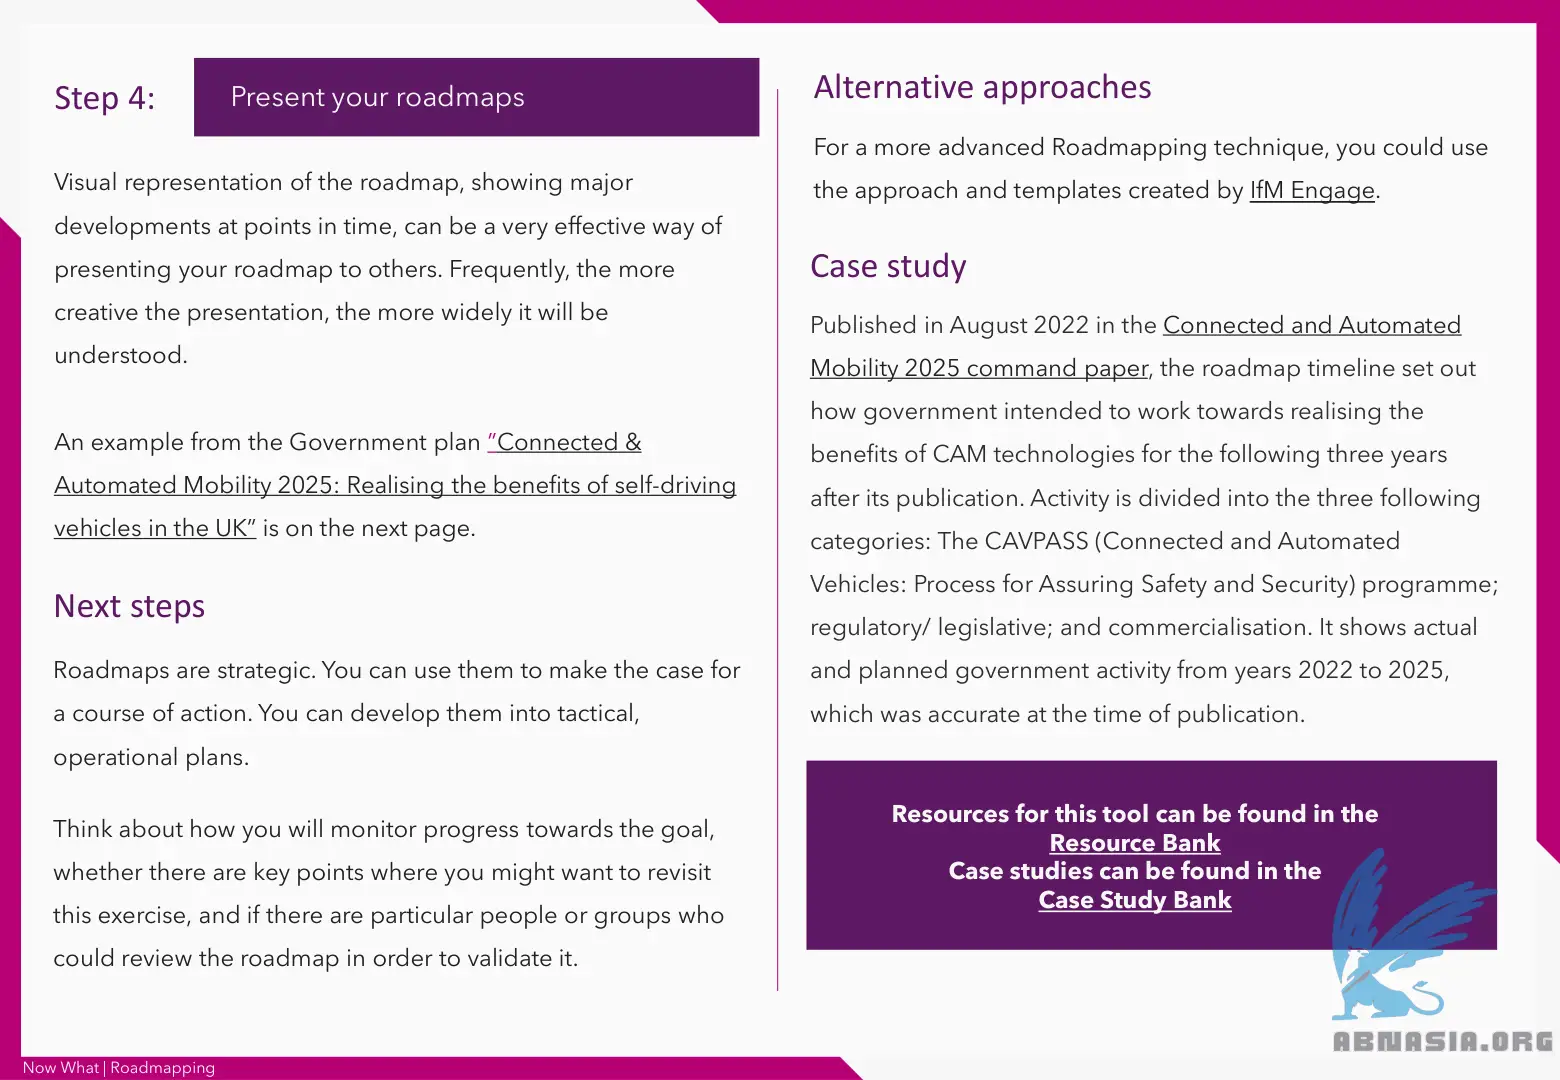 Step 4:
Present your roadmaps
Visual representation of the roadmap, showing major
developments at points in time, can be a very effective way of
presenting your roadmap to others. Frequently, the more
creative the presentation, the more widely it will be
understood.
An example from the Government plan ”Connected &
Automated Mobility 2025: Realising the benefits of self-driving
vehicles in the UK” is on the next page.
Next steps
Roadmaps are strategic. You can use them to make the case for
a course of action. You can develop them into tactical,
operational plans.
Think about how you will monitor progress towards the goal,
whether there are key points where you might want to revisit
this exercise, and if there are particular people or groups who
could review the roadmap in order to validate it.
Alternative approaches
For a more advanced Roadmapping technique, you could use
the approach and templates created by IfM Engage.
Case study
Published in August 2022 in the Connected and Automated
Mobility 2025 command paper, the roadmap timeline set out
how government intended to work towards realising the
benefits of CAM technologies for the following three years
after its publication. Activity is divided into the three following
categories: The CAVPASS (Connected and Automated
Vehicles: Process for Assuring Safety and Security) programme;
regulatory/ legislative; and commercialisation. It shows actual
and planned government activity from years 2022 to 2025,
which was accurate at the time of publication.
Resources for this tool can be found in the
Resource Bank
Case studies can be found in the
Case Study Bank
ABNASIA.ORG
Now What | Roadmapping